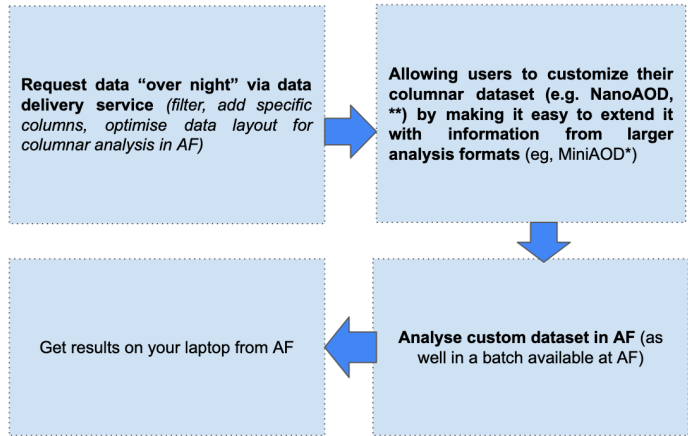 Request data “over night” via data
delivery service (filter, add specific
columns, optimise data layout for
columnar analysis in AF)
Allowing users to customize their
columnar dataset (e.g. NanoAOD,
**) by making it easy to extend it
with information from larger
analysis formats (eg, MiniAOD*)
Get results on your laptop from AF
Analyse custom dataset in AF (as
well in a batch available at AF)